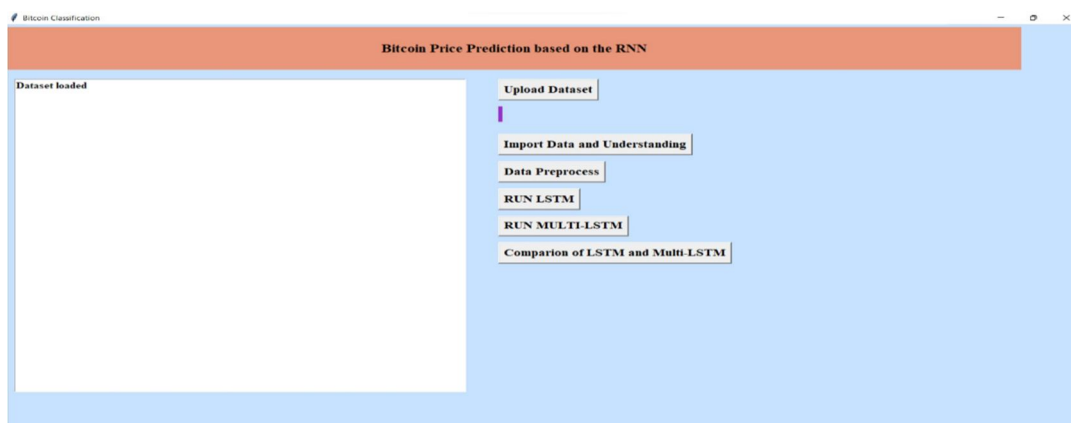 Bitcoin Classification
Bitcoin Price Prediction based on the RNN
Dataset loaded
Upload Dataset
Import Data and Understanding
Data Preprocess
RUN LSTM
RUN MULTI-LSTM
Comparion of LSTM and Multi-LSTM